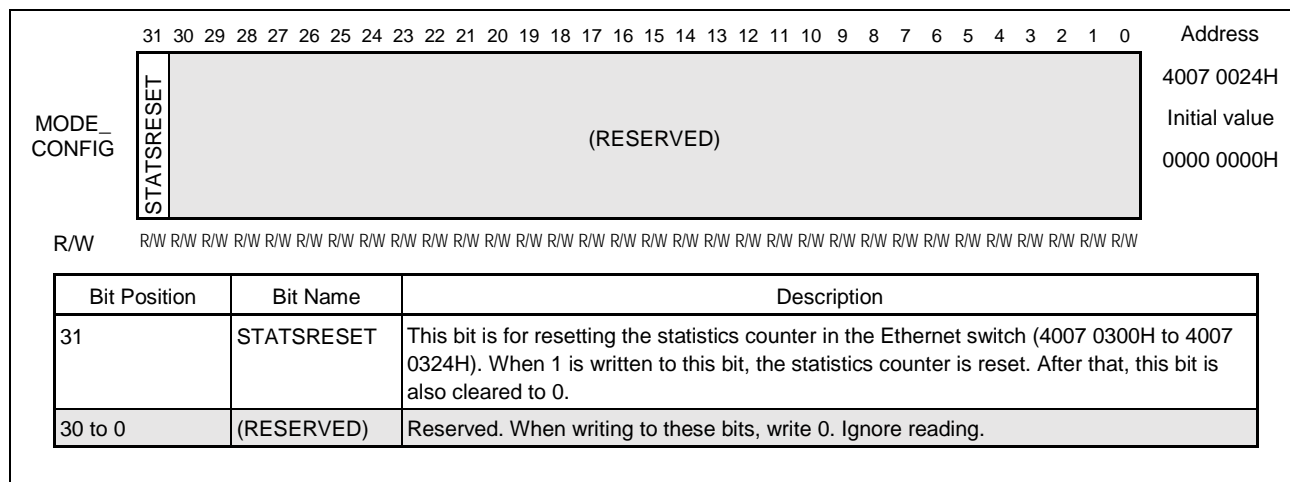 31 30 29 28 27 26 25 24 23 22 21 20 19 18 17 16 15 14 13 12 11 10 9 8 7 6 5 4 3 2 1 0 Address
MODE_
CONFIG
STATSRESET
(RESERVED)
4007 0024H
Initial value
0000 0000H
R/W R/W R/W R/W R/W R/W R/W R/W R/W R/W R/W R/W R/W R/W R/W R/W R/W R/W R/W R/W R/W R/W R/W R/W R/W R/W R/W R/W R/W R/W R/W R/W R/W
Bit Position Bit Name Description
31 STATSRESET This bit is for resetting the statistics counter in the Ethernet switch (4007 0300H to 4007
0324H). When 1 is written to this bit, the statistics counter is reset. After that, this bit is
also cleared to 0.
30 to 0 (RESERVED) Reserved. When writing to these bits, write 0. Ignore reading.